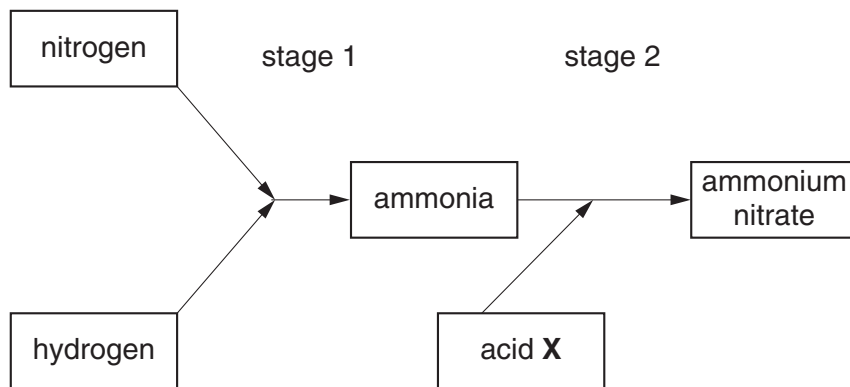 nitrogen
stage 1
stage 2
ammonia
ammonium
nitrate
hydrogen
acid X